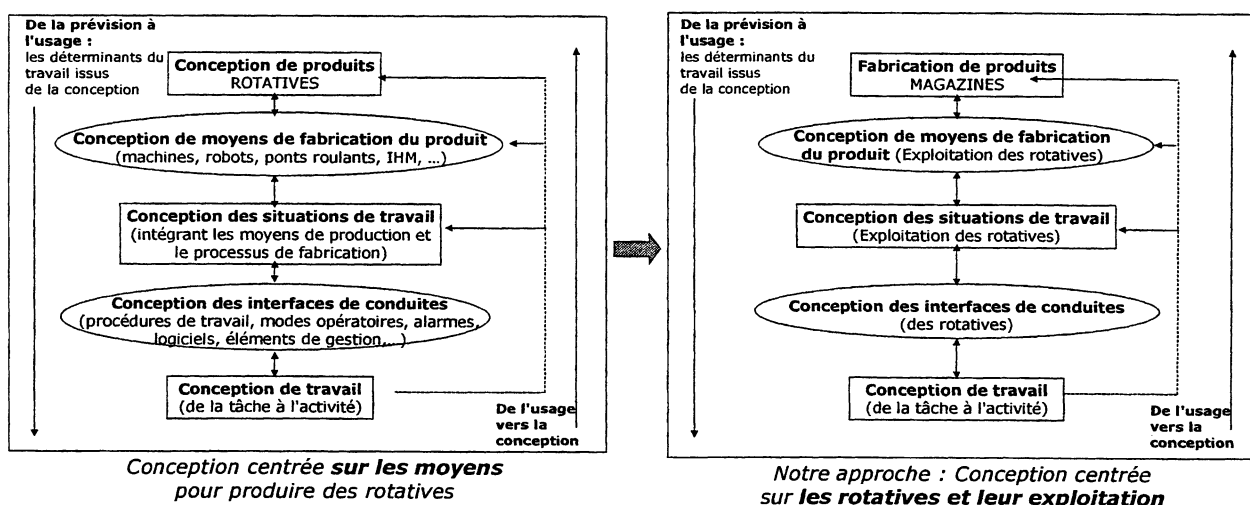 De la prévision à
l'usage :
les déterminants du
travail issus
de la conception
Conception de produits
ROTATIVES
Conception de moyens de fabrication du produit
(machines, robots, ponts roulants, IHM, ...)
Conception des situations de travail
(intégrant les moyens de production et
le processus de fabrication)
Conception des interfaces de conduites
(procédures de travail, modes opératoires, alarmes,
logiciels, éléments de gestion,...)
Conception de travail
(de la tâche à l'activité)
De l'usage
vers la
conception
Conception centrée sur les moyens
pour produire des rotatives
De la prévision à
l'usage :
les déterminants du
travail issus
de la conception
Fabrication de produits
MAGAZINES
Conception de moyens de fabrication
du produit (Exploitation des rotatives)
Conception des situations de travail
(Exploitation des rotatives)
Conception des interfaces de conduites
(des rotatives)
Conception de travail
(de la tâche à l'activité)
De l'usage
vers la
conception
Notre approche : Conception centrée
sur les rotatives et leur exploitation